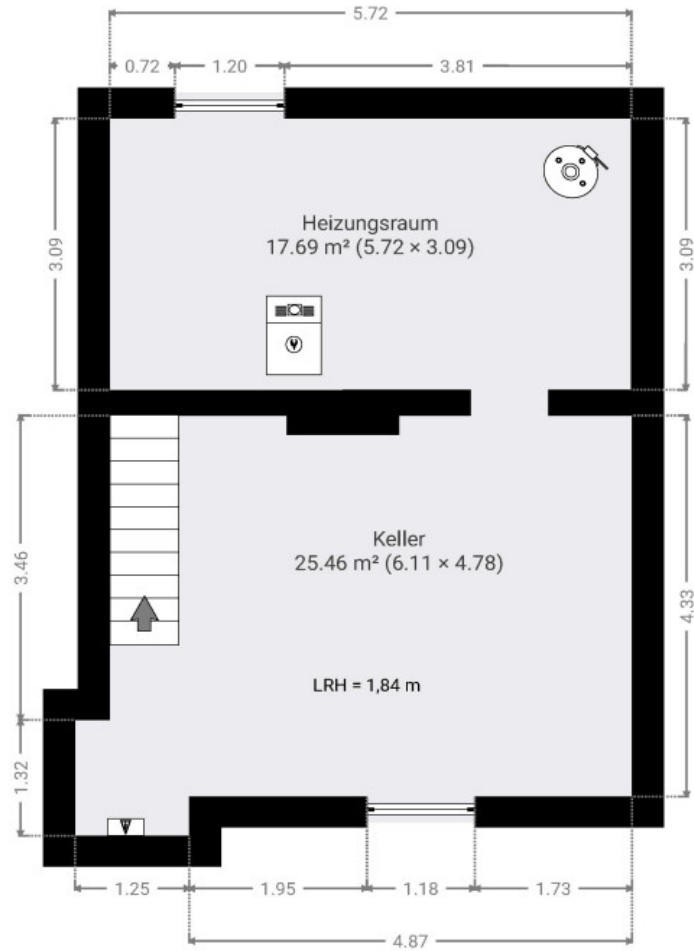 5.72
0.72
1.20
3.81
3.09
3.09
Heizungsraum
17.69 m² (5.72 × 3.09)
3.46
4.33
Keller
25.46 m² (6.11 × 4.78)
LRH = 1,84 m
1.32
1.25
1.95
1.18
1.73
4.87